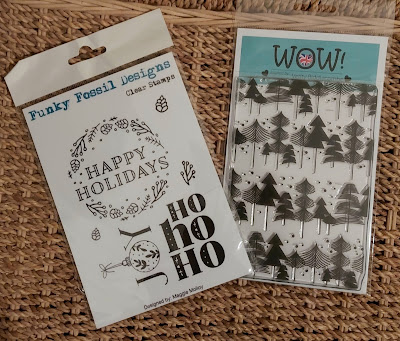 Funky Fossil Designs
Clear Stamps
HAPPY
HOLIDAYS
JOY
HO
ho
HO
Designed by: Maggie Molloy
WOW!